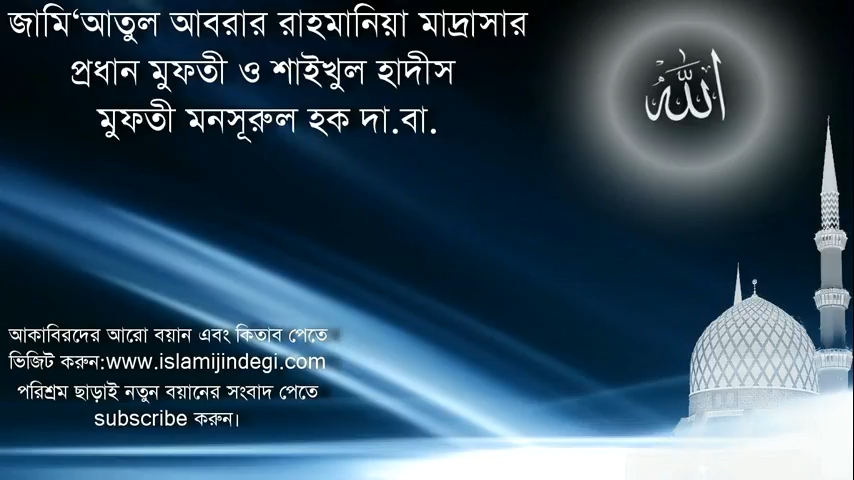 জামি‘আতুল আবরার রাহমানিয়া মাদ্রাসার
প্রধান মুফতী ও শাইখুল হাদীস
মুফতী মনসূরুল হক দা.বা.
الله
আকাবিরদের আরো বয়ান এবং কিতাব পেতে
ভিজিট করুন:www.islamijindegi.com
পরিশ্রম ছাড়াই নতুন বয়ানের সংবাদ পেতে
subscribe করুন।